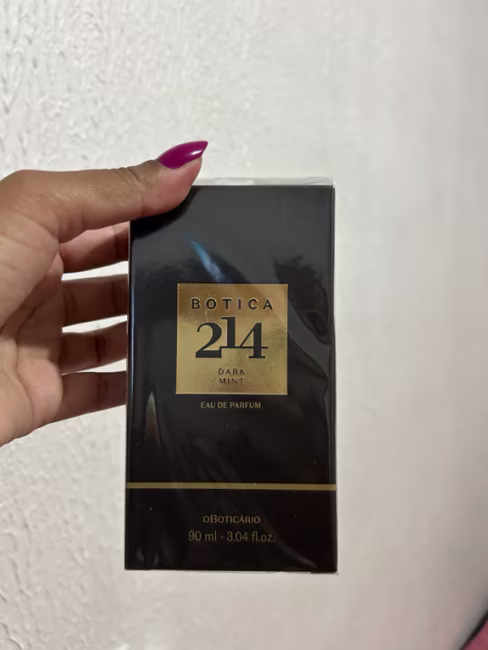 BOTICA
214
DARK
MINT
EAU DE PARFUM
oBOTICÁRIO
90 ml - 3.04 fl.oz.